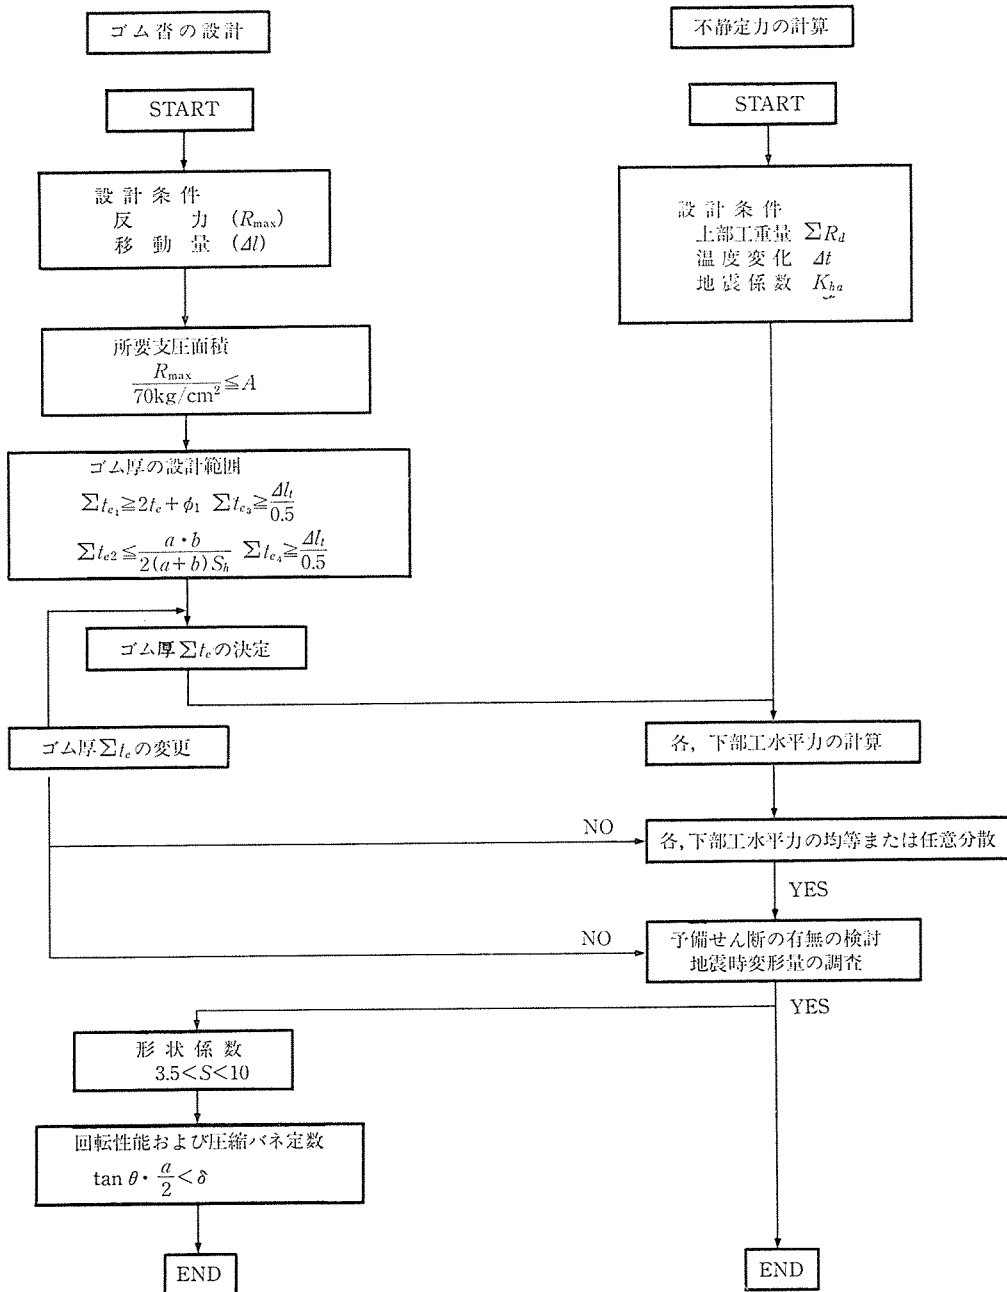 ゴム沓の設計
START
設計条件
反力 (Rmax)
移動量 (Δl)
所要支圧面積
Rmax/70kg/cm² ≦ A
ゴム厚の設計範囲
Σte₁ ≧ 2te + φ₁ Σte₃ ≧ Δlt/0.5
Σte2 ≦ a・b/2(a+b)Sh Σte₄ ≧ Δlt/0.5
ゴム厚Σteの決定
ゴム厚Σteの変更
不静定力の計算
START
設計条件
上部工重量 ΣRd
温度変化 Δt
地震係数 Kha
各,下部工水平力の計算
NO
各,下部工水平力の均等または任意分散
YES
NO
予備せん断の有無の検討
地震時変形量の調査
YES
形状係数
3.5<S<10
回転性能および圧縮バネ定数
tan θ・a/2<δ
END
END